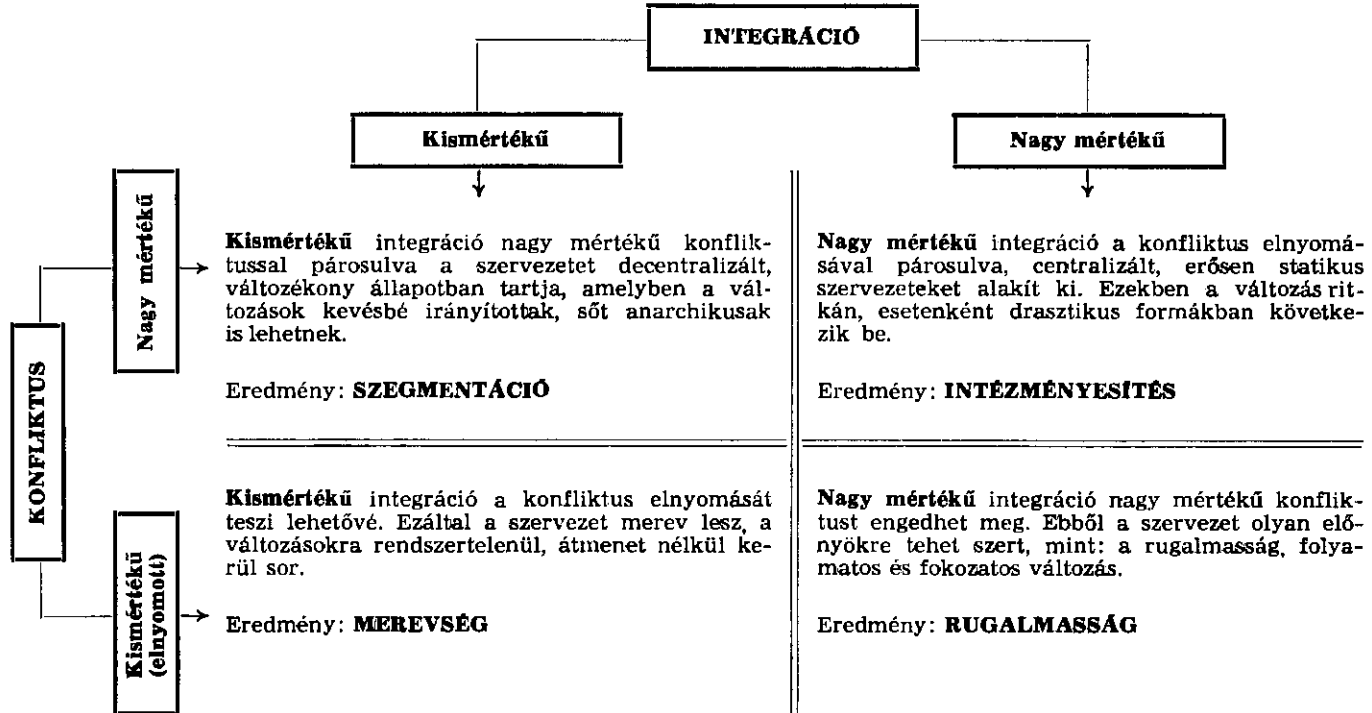 INTEGRÁCIÓ
Kismértékű
Nagy mértékű
KONFLIKTUS
Nagy mértékű
Kismértékű integráció nagy mértékű konflik-
tussal párosulva a szervezetet decentralizált,
változékony állapotban tartja, amelyben a vál-
tozások kevésbé irányítottak, sőt anarchikusak
is lehetnek.
Eredmény: SZEGMENTÁCIÓ
Nagy mértékű integráció a konfliktus elnyomá-
sával párosulva, centralizált, erősen statikus
szervezeteket alakít ki. Ezekben a változás rit-
kán, esetenként drasztikus formákban követke-
zik be.
Eredmény: INTÉZMÉNYESÍTÉS
Kismértékű
(elnyomott)
Kismértékű integráció a konfliktus elnyomását
teszi lehetővé. Ezáltal a szervezet merev lesz, a
változásokra rendszertelenül, átmenet nélkül ke-
rül sor.
Eredmény: MEREVSÉG
Nagy mértékű integráció nagy mértékű konflik-
tust engedhet meg. Ebből a szervezet olyan elő-
nyökre tehet szert, mint: a rugalmasság, folya-
matos és fokozatos változás.
Eredmény: RUGALMASSÁG